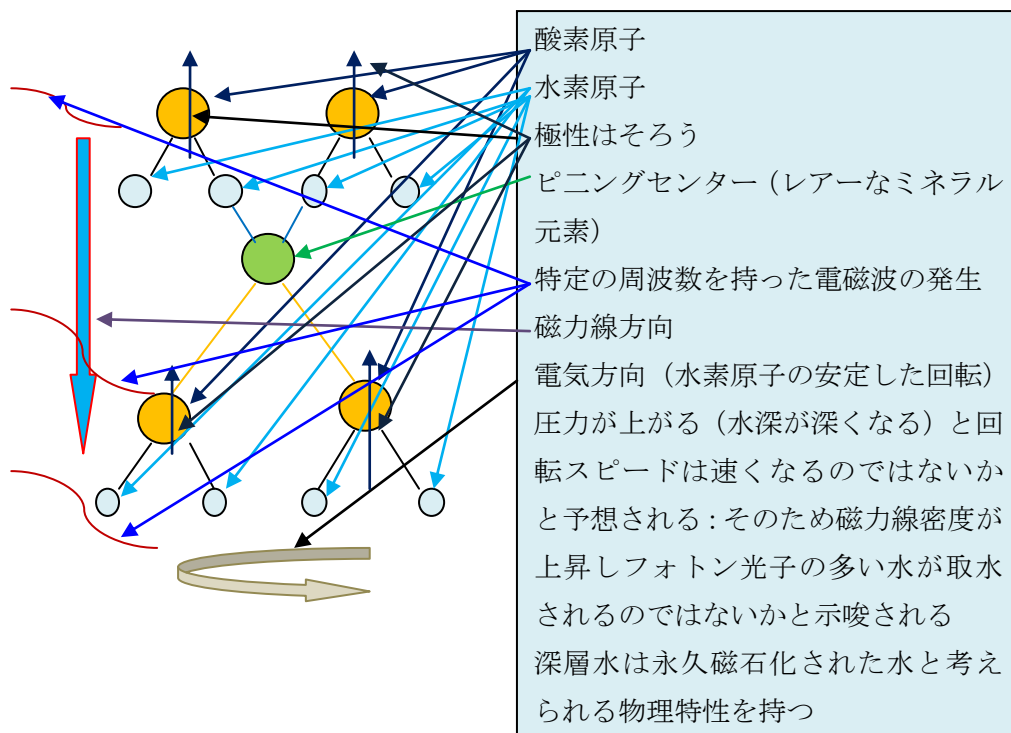 酸素原子
水素原子
極性はそろう
ピニングセンター（レアーなミネラル
元素）
特定の周波数を持った電磁波の発生
磁力線方向
電気方向（水素原子の安定した回転）
圧力が上がる（水深が深くなる）と回
転スピードは速くなるのではないか
と予想される：そのため磁力線密度が
上昇しフォトン光子の多い水が取水
されるのではないかと示唆される
深層水は永久磁石化された水と考え
られる物理特性を持つ